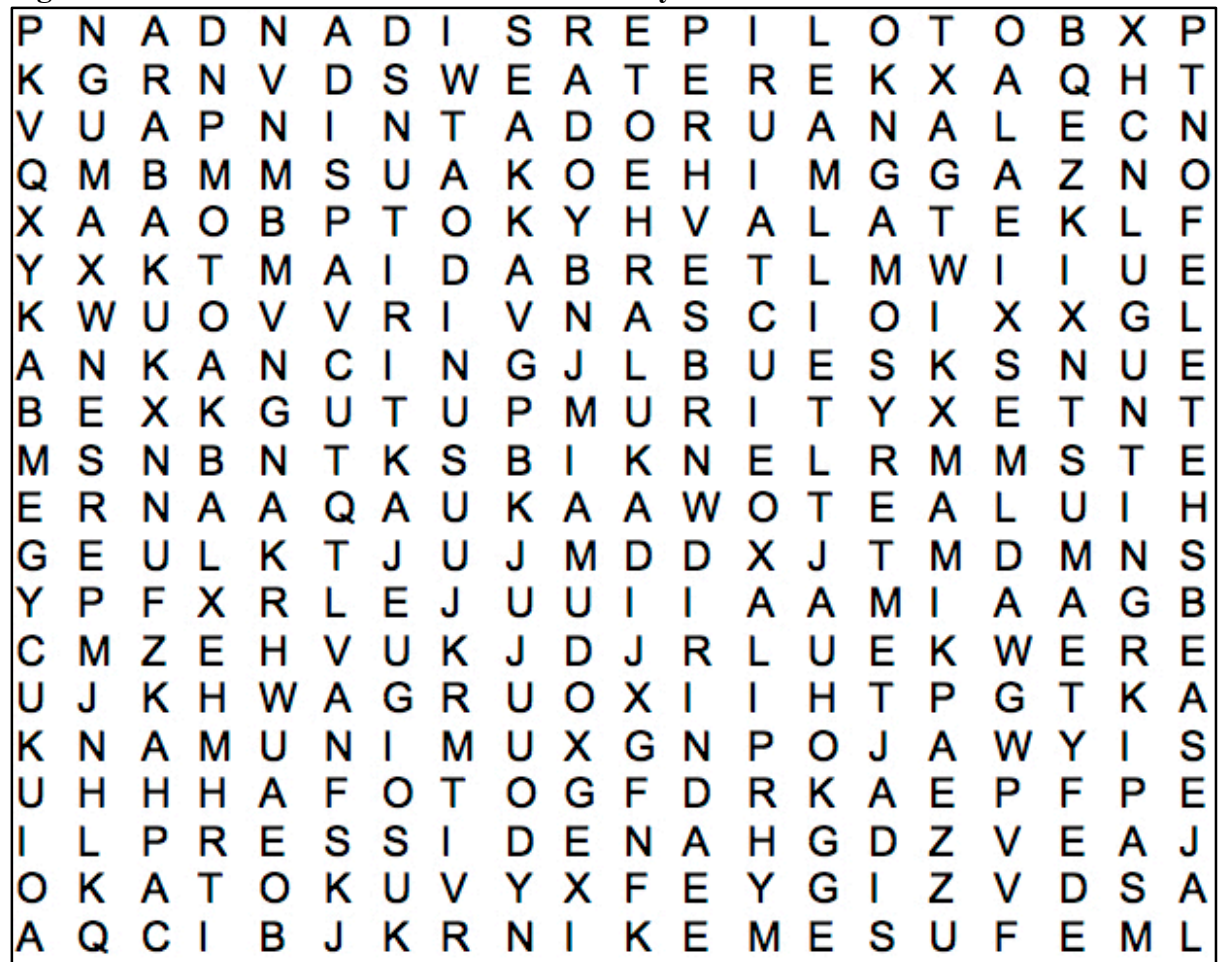 P N A D N A D I S R E P I L O T O B X P
K G R N V D S W E A T E R E K X A Q H T
V U A P N I N T A D O R U A N A L E C N
Q M B M M S U A K O E H I M G G A Z N O
X A A O B P T O K Y H V A L A T E K L F
Y X K T M A I D A B R E T L M W I I U E
K W U O V V R I V N A S C I O I X X G L
A N K A N C I N G J L B U E S K S N U E
B E X K G U T U P M U R I T Y X E T N T
M S N B N T K S B I K N E L R M M S T E
E R N A A Q A U K A A W O T E A L U I H
G E U L K T J U J M D D X J T M D M N S
Y P F X R L E J U U I I A A M I A A G B
C M Z E H V U K J D J R L U E K W E R E
U J K H W A G R U O X I I H T P G T K A
K N A M U N I M U X G N P O J A W Y I S
U H H H A F O T O G F D R K A E P F P E
I L P R E S S I D E N A H G D Z V E A J
O K A T O K U V Y X F E Y G I Z V D S A
A Q C I B J K R N I K E M E S U F E M L